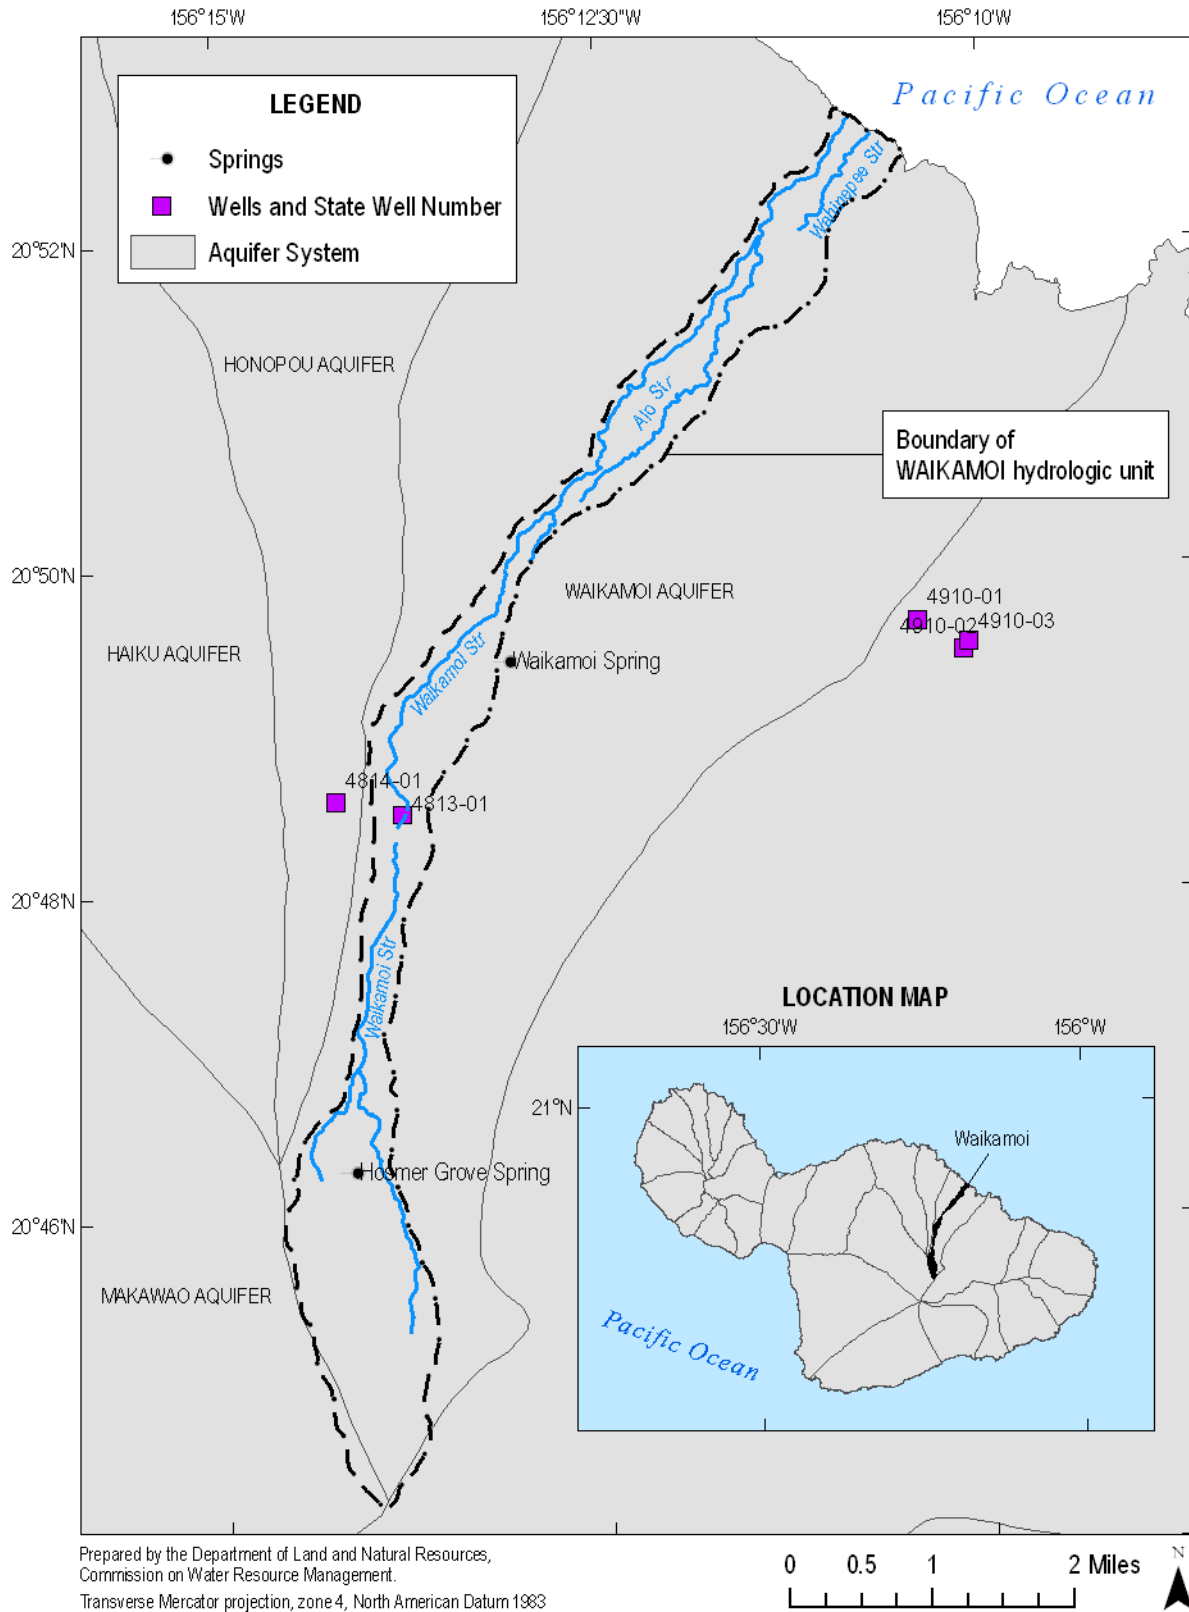 156°15'W
156°12'30"W
156°10'W
Pacific Ocean
LEGEND
Springs
Wells and State Well Number
Aquifer System
Wahinepee Str
20°52'N
HONOPOU AQUIFER
Alo Str
Boundary of
WAIKAMOI hydrologic unit
20°50'N
WAIKAMOI AQUIFER
4910-01
4910-02
4910-03
HAIKU AQUIFER
Waikamoi Str
Waikamoi Spring
4814-01
4813-01
20°48'N
Waikamoi Str
LOCATION MAP
156°30'W
156°W
21°N
Waikamoi
Hosmer Grove Spring
20°46'N
MAKAWAO AQUIFER
Pacific Ocean
Prepared by the Department of Land and Natural Resources,
Commission on Water Resource Management.
Transverse Mercator projection, zone 4, North American Datum 1983
0 0.5 1 2 Miles
N